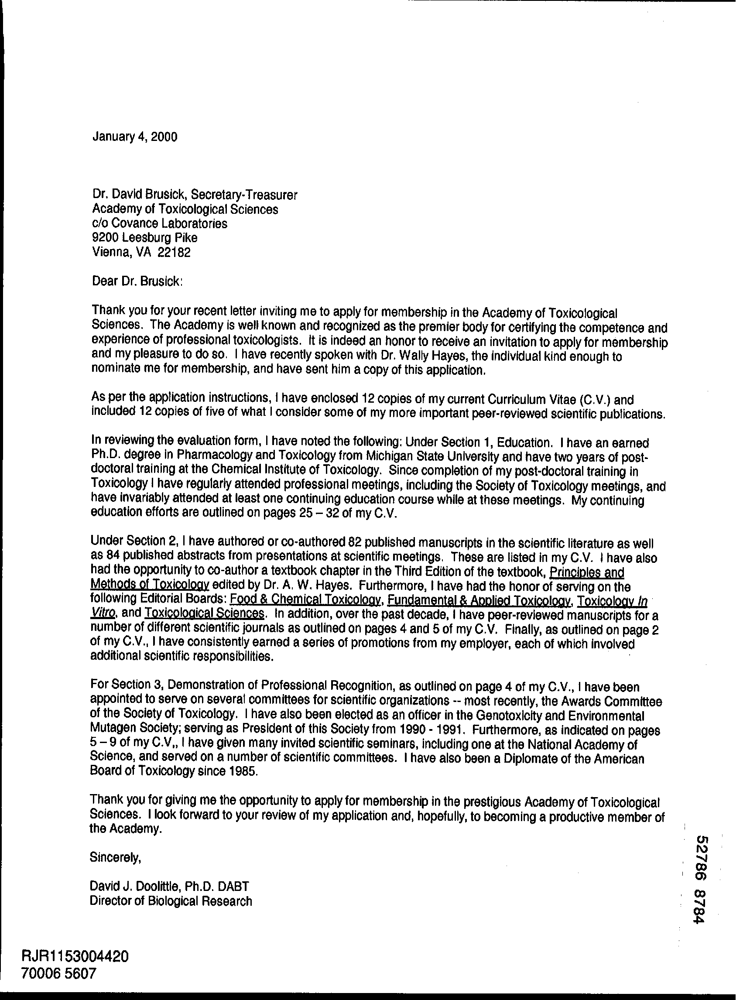 January 4, 2000
Dr. David Brusick, Secretary-Treasurer
Academy of Toxicological Sciences
c/o Covance Laboratories
9200 Leesburg Pike
Vienna, VA 22182
Dear Dr. Brusick:
Thank you for your recent letter inviting me to apply for membership in the Academy of Toxicological
Sciences. The Academy is well known and recognized as the premier body for certifying the competence and
experience of professional toxicologists. It is indeed an honor to receive an invitation to apply for membership
and my pleasure to do so. I have recently spoken with Dr. Wally Hayes, the individual kind enough to
nominate me for membership, and have sent him a copy of this application.
As per the application instructions, I have enclosed 12 copies of my current Curriculum Vitae (C.V.) and
included 12 copies of five of what I consider some of my more important peer-reviewed scientific publications.
In reviewing the evaluation form, I have noted the following: Under Section 1, Education. I have an earned
Ph.D. degree in Pharmacology and Toxicology from Michigan State University and have two years of post-
doctoral training at the Chemical Institute of Toxicology. Since completion of my post-doctoral training in
Toxicology I have regularly attended professional meetings, including the Society of Toxicology meetings, and
have invariably attended at least one continuing education course while at these meetings. My continuing
education efforts are outlined on pages 25 – 32 of my C.V.
Under Section 2, I have authored or co-authored 82 published manuscripts in the scientific literature as well
as 84 published abstracts from presentations at scientific meetings. These are listed in my C.V. I have also
had the opportunity to co-author a textbook chapter in the Third Edition of the textbook, Principles and
Methods of Toxicology edited by Dr. A. W. Hayes. Furthermore, I have had the honor of serving on the
following Editorial Boards: Food & Chemical Toxicology, Fundamental & Applied Toxicology, Toxicology In
Vitro, and Toxicological Sciences. In addition, over the past decade, I have peer-reviewed manuscripts for a
number of different scientific journals as outlined on pages 4 and 5 of my C.V. Finally, as outlined on page 2
of my C.V., I have consistently earned a series of promotions from my employer, each of which involved
additional scientific responsibilities.
For Section 3, Demonstration of Professional Recognition, as outlined on page 4 of my C.V., I have been
appointed to serve on several committees for scientific organizations -- most recently, the Awards Committee
of the Society of Toxicology. I have also been elected as an officer in the Genotoxicity and Environmental
Mutagen Society; serving as President of this Society from 1990 - 1991. Furthermore, as indicated on pages
5 – 9 of my C.V,, I have given many invited scientific seminars, including one at the National Academy of
Science, and served on a number of scientific committees. I have also been a Diplomate of the American
Board of Toxicology since 1985.
Thank you for giving me the opportunity to apply for membership in the prestigious Academy of Toxicological
Sciences. I look forward to your review of my application and, hopefully, to becoming a productive member of
the Academy.
Sincerely,
David J. Doolittle, Ph.D. DABT
Director of Biological Research
52786 8784
RJR1153004420
70006 5607